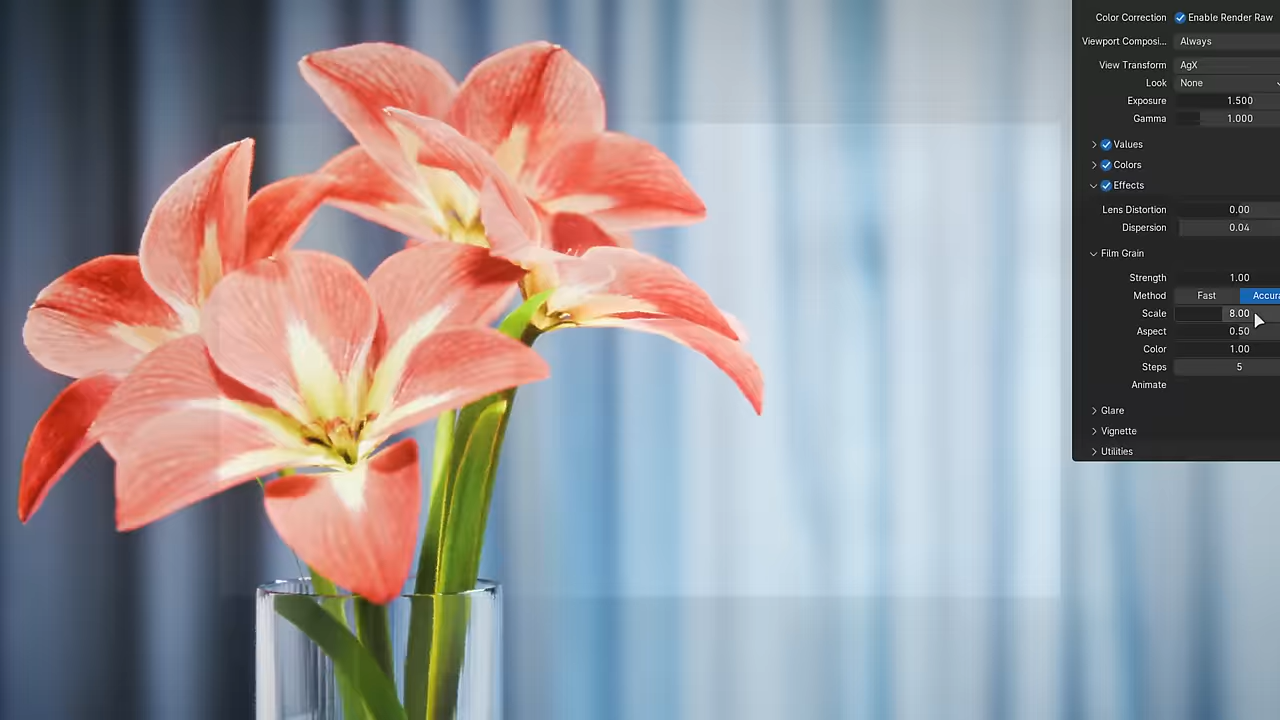 Color Correction Enable Render Raw
Viewport Composi... Always
View Transform AgX
Look None
Exposure 1.500
Gamma 1.000
Values
Colors
Effects
Lens Distortion 0.00
Dispersion 0.04
Film Grain
Strength 1.00
Method Fast Accura
Scale 8.00
Aspect 0.50
Color 1.00
Steps 5
Animate
Glare
Vignette
Utilities